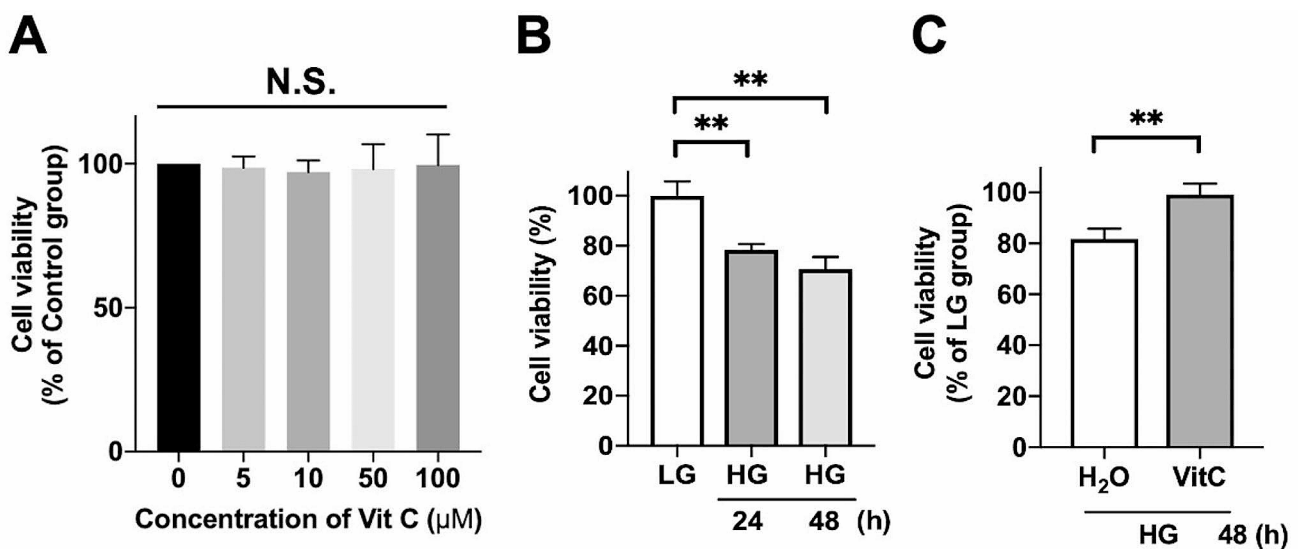 A
N.S.
Cell viability
(% of Control group)
100
50
0
0 5 10 50 100
Concentration of Vit C (µM)
B
**
**
Cell viability (%)
100
80
60
40
20
0
LG HG HG
24 48 (h)
C
**
Cell viability
(% of LG group)
100
80
60
40
20
0
H₂O VitC
HG 48 (h)